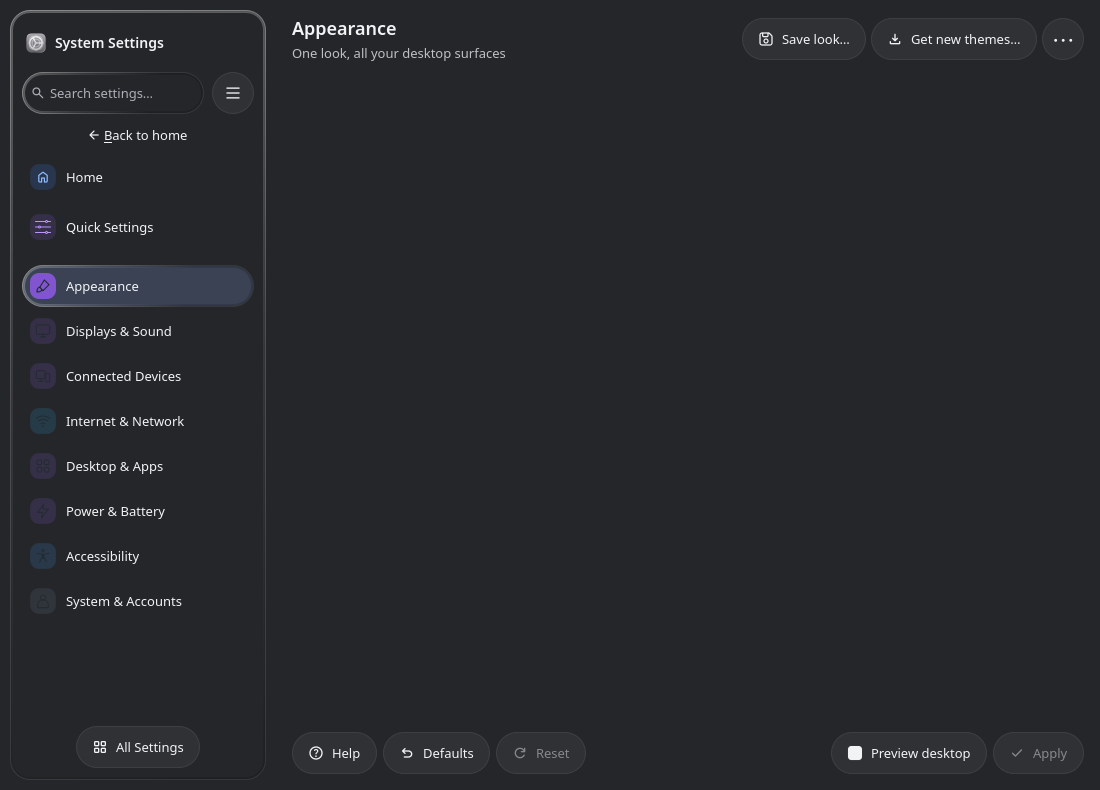 System Settings
Search settings...
Back to home
Home
Quick Settings
Appearance
Displays & Sound
Connected Devices
Internet & Network
Desktop & Apps
Power & Battery
Accessibility
System & Accounts
All Settings
Appearance
One look, all your desktop surfaces
Save look...
Get new themes...
Help
Defaults
Reset
Preview desktop
Apply